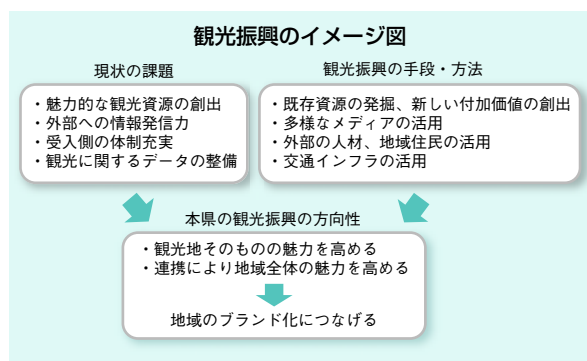 観光振興のイメージ図
現状の課題
・魅力的な観光資源の創出
・外部への情報発信力
・受入側の体制充実
・観光に関するデータの整備
観光振興の手段・方法
・既存資源の発掘、新しい付加価値の創出
・多様なメディアの活用
・外部の人材、地域住民の活用
・交通インフラの活用
本県の観光振興の方向性
・観光地そのものの魅力を高める
・連携により地域全体の魅力を高める
地域のブランド化につなげる